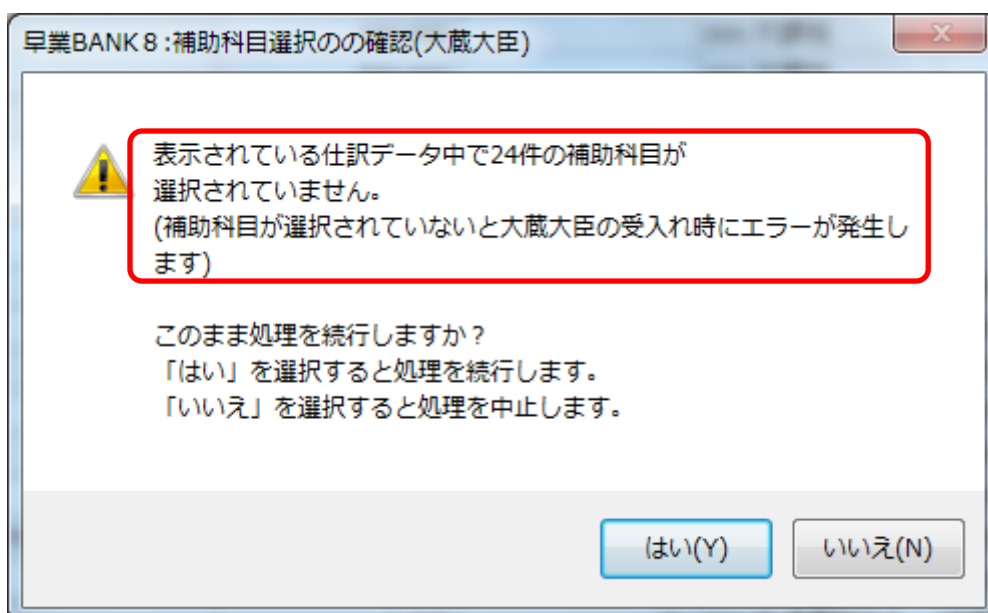 早業BANK８:補助科目選択のの確認(大蔵大臣)
表示されている仕訳データ中で24件の補助科目が
選択されていません。
(補助科目が選択されていないと大蔵大臣の受入れ時にエラーが発生し
ます)
このまま処理を続行しますか？
「はい」を選択すると処理を続行します。
「いいえ」を選択すると処理を中止します。
はい(Y)
いいえ(N)